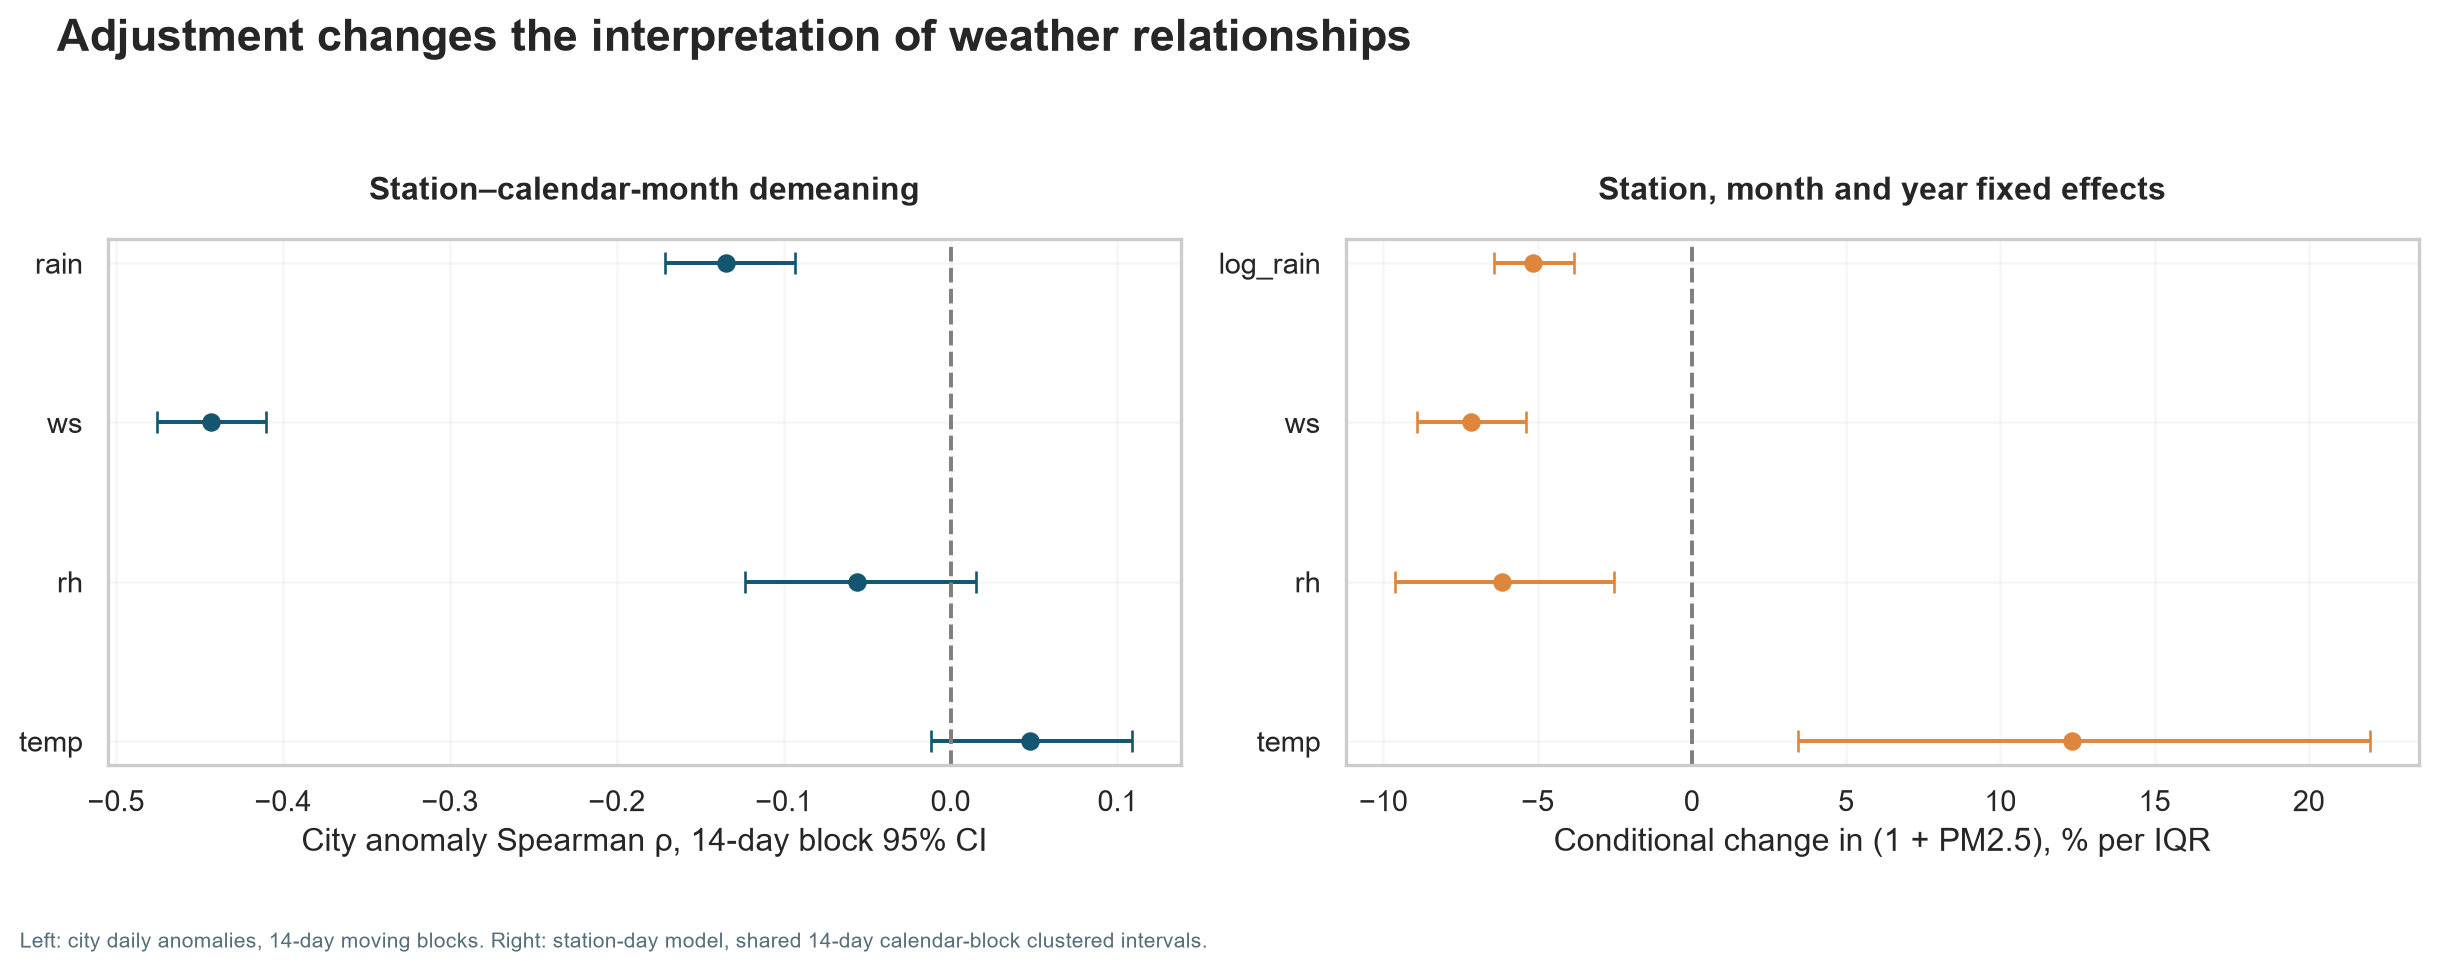 Adjustment changes the interpretation of weather relationships
Station–calendar-month demeaning
rain
ws
rh
temp
−0.5 −0.4 −0.3 −0.2 −0.1 0.0 0.1
City anomaly Spearman ρ, 14-day block 95% CI
Station, month and year fixed effects
log_rain
ws
rh
temp
−10 −5 0 5 10 15 20
Conditional change in (1 + PM2.5), % per IQR
Left: city daily anomalies, 14-day moving blocks. Right: station-day model, shared 14-day calendar-block clustered intervals.